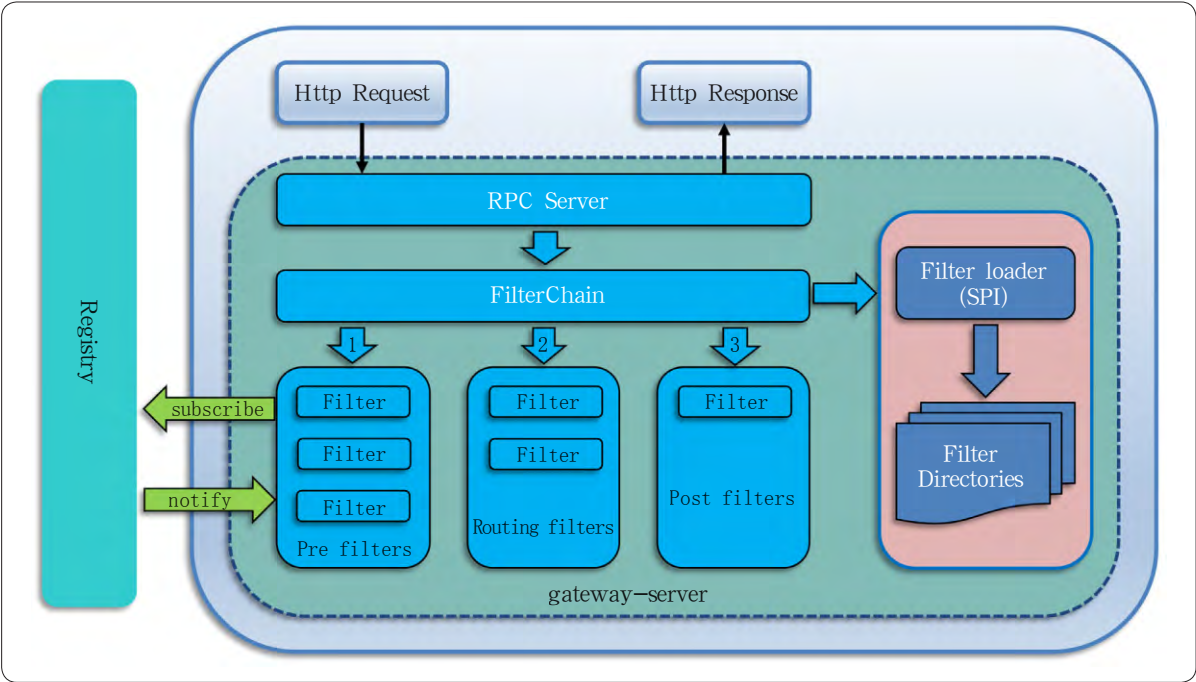 Http Request
Http Response
RPC Server
FilterChain
Filter loader
(SPI)
1
2
3
Registry
subscribe
notify
Filter
Filter
Filter
Pre filters
Filter
Filter
Routing filters
Filter
Post filters
Filter
Directories
gateway-server